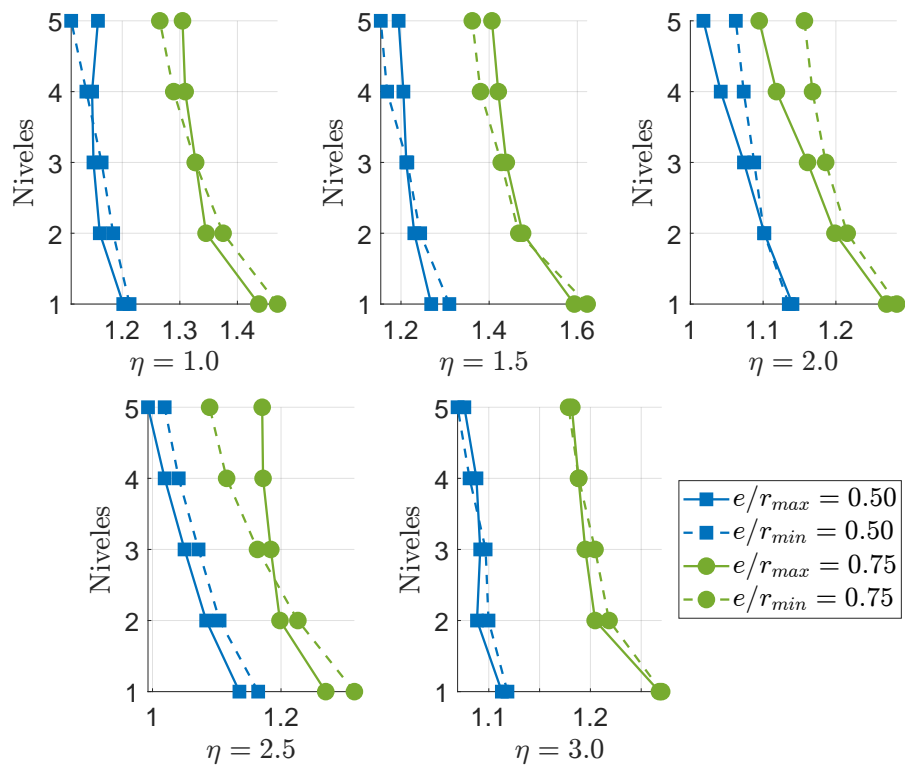 5
4
3
2
1
Niveles
1.2 1.3 1.4
η = 1.0
5
4
3
2
1
Niveles
1.2 1.4 1.6
η = 1.5
5
4
3
2
1
Niveles
1 1.1 1.2
η = 2.0
5
4
3
2
1
Niveles
1 1.2
η = 2.5
5
4
3
2
1
Niveles
1.1 1.2
η = 3.0
e/r_max = 0.50
e/r_min = 0.50
e/r_max = 0.75
e/r_min = 0.75